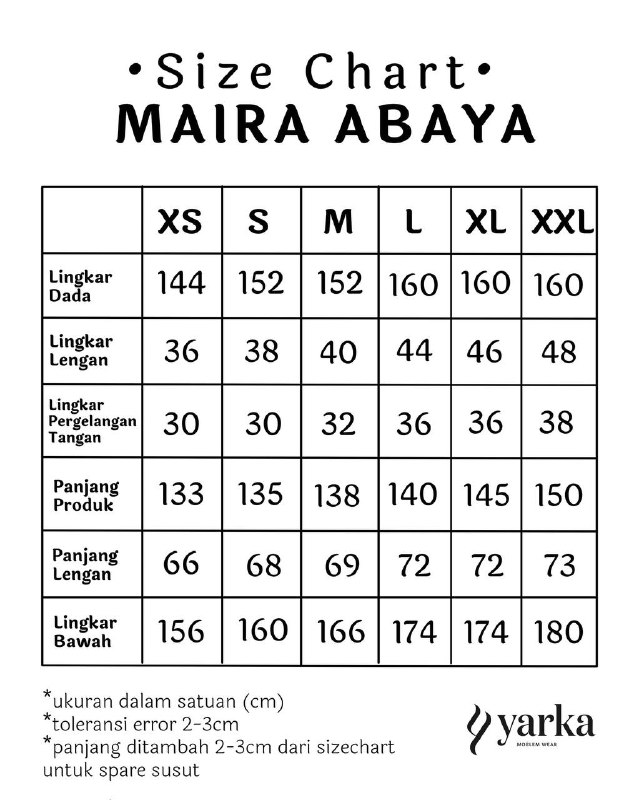 •Size Chart•
MAIRA ABAYA
XS S M L XL XXL
Lingkar Dada 144 152 152 160 160 160
Lingkar Lengan 36 38 40 44 46 48
Lingkar Pergelangan Tangan 30 30 32 36 36 38
Panjang Produk 133 135 138 140 145 150
Panjang Lengan 66 68 69 72 72 73
Lingkar Bawah 156 160 166 174 174 180
*ukuran dalam satuan (cm)
*toleransi error 2-3cm
*panjang ditambah 2-3cm dari sizechart
untuk spare susut
yarka
MOSLEM WEAR